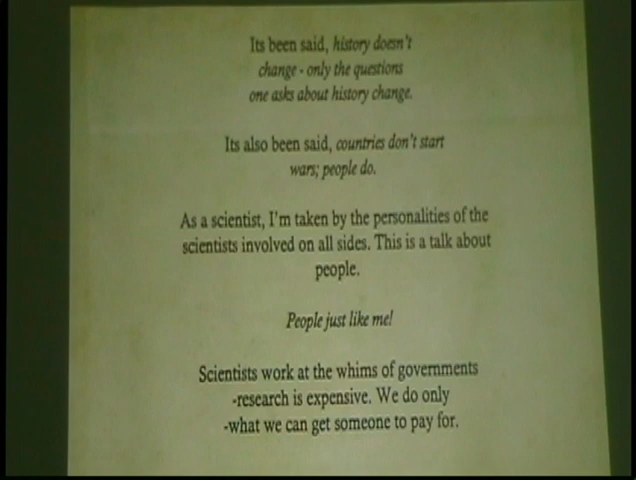 Its been said, history doesn't
change - only the questions
one asks about history change.
Its also been said, countries don't start
wars; people do.
As a scientist, I'm taken by the personalities of the
scientists involved on all sides. This is a talk about
people.
People just like me!
Scientists work at the whims of governments
-research is expensive. We do only
-what we can get someone to pay for.